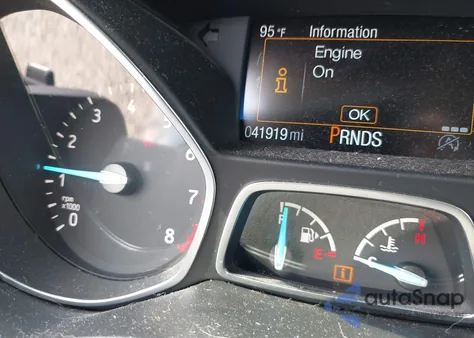 95°F Information
Engine
On
i
OK
041919 mi
PRNDS
0
1
2
3
4
5
6
7
8
rpm
x1000
F
E
H
C
i
autoSnap